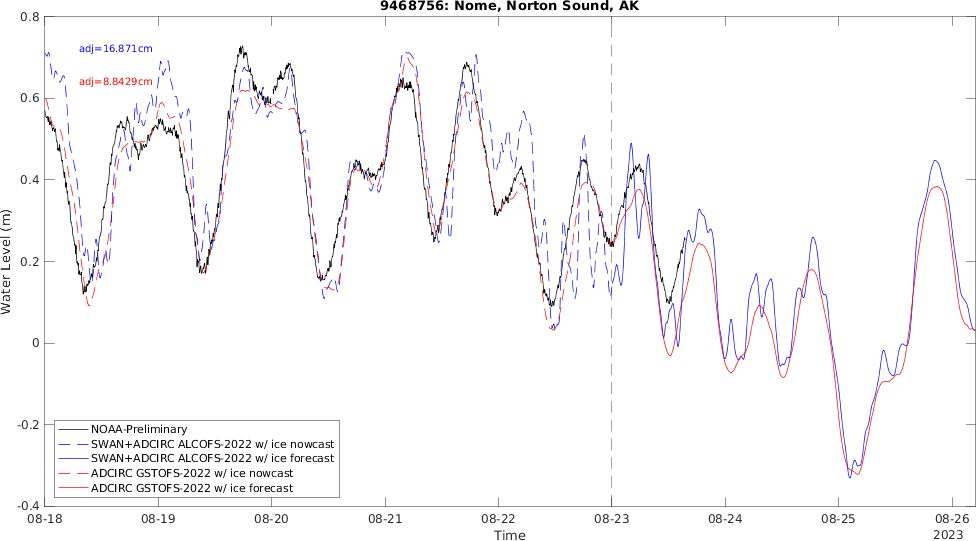 9468756: Nome, Norton Sound, AK
0.8
adj=16.871cm
adj=8.8429cm
0.6
0.4
0.2
0
-0.2
-0.4
Water Level (m)
NOAA-Preliminary
SWAN+ADCIRC ALCOFS-2022 w/ ice nowcast
SWAN+ADCIRC ALCOFS-2022 w/ ice forecast
ADCIRC GSTOFS-2022 w/ ice nowcast
ADCIRC GSTOFS-2022 w/ ice forecast
08-18 08-19 08-20 08-21 08-22 08-23 08-24 08-25 08-26
Time 2023